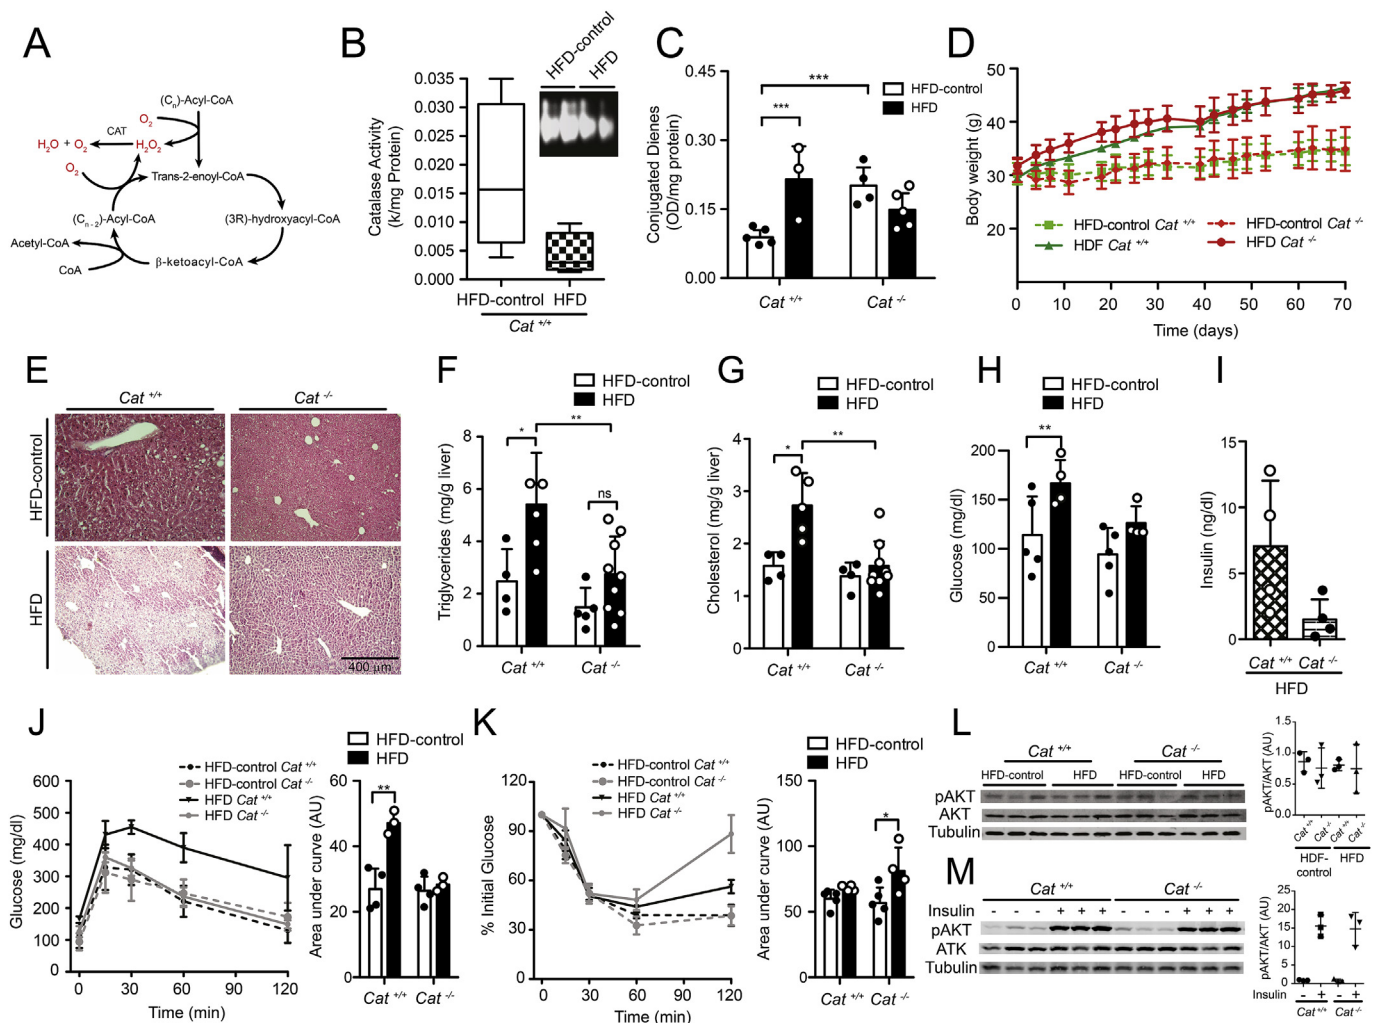 A
(Cn)-Acyl-CoA
O2
CAT
H2O + O2
H2O2
O2
Trans-2-enoyl-CoA
(Cn-2)-Acyl-CoA
(3R)-hydroxyacyl-CoA
Acetyl-CoA
CoA
β-ketoacyl-CoA
B
HFD-control
HFD
Catalase Activity
(k/mg Protein)
0.035
0.030
0.025
0.020
0.015
0.010
0.005
0.000
HFD-control HFD
Cat +/+
C
HFD-control
HFD
***
***
Conjugated Dienes
(OD/mg protein)
0.45
0.30
0.15
0.00
Cat +/+ Cat -/-
D
Body weight (g)
50
40
30
20
HFD-control Cat +/+
HFD-control Cat -/-
HDF Cat +/+
HFD Cat -/-
0 10 20 30 40 50 60 70
Time (days)
E
Cat +/+ Cat -/-
HFD-control
HFD
400 µm
F
HFD-control
HFD
**
*
ns
Triglycerides (mg/g liver)
8
6
4
2
0
Cat +/+ Cat -/-
G
HFD-control
HFD
**
*
Cholesterol (mg/g liver)
4
3
2
1
0
Cat +/+ Cat -/-
H
HFD-control
HFD
**
Glucose (mg/dl)
200
150
100
50
0
Cat +/+ Cat -/-
I
Insulin (ng/dl)
15
10
5
0
Cat +/+ Cat -/-
HFD
J
HFD-control Cat +/+
HFD-control Cat -/-
HFD Cat +/+
HFD Cat -/-
Glucose (mg/dl)
600
500
400
300
200
100
0
0 30 60 90 120
Time (min)
HFD-control
HFD
**
Area under curve (AU)
60
40
20
0
Cat +/+ Cat -/-
K
HFD-control Cat +/+
HFD-control Cat -/-
HFD Cat +/+
HFD Cat -/-
% Initial Glucose
120
90
60
30
0
0 30 60 90 120
Time (min)
HFD-control
HFD
*
Area under curve (AU)
150
100
50
0
Cat +/+ Cat -/-
L
Cat +/+ Cat -/-
HFD-control HFD HFD-control HFD
pAKT
AKT
Tubulin
pAKT/AKT (AU)
1.5
1.0
0.5
0.0
Cat +/+ Cat -/- Cat +/+ Cat -/-
HDF-
control
HFD
M
Cat +/+ Cat -/-
Insulin - - - + + + - - - + + +
pAKT
ATK
Tubulin
pAKT/AKT (AU)
25
20
15
10
5
0
Insulin - + - +
Cat +/+ Cat -/-